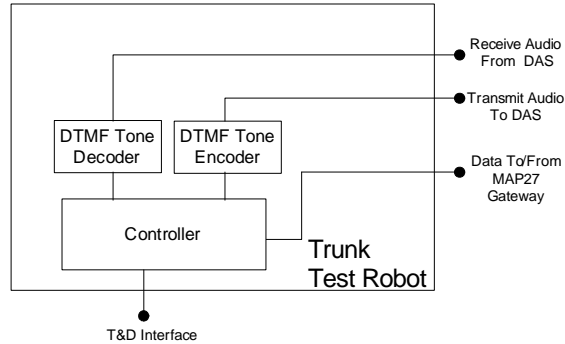 Receive Audio
From DAS
Transmit Audio
To DAS
DTMF Tone
Decoder
DTMF Tone
Encoder
Data To/From
MAP27
Gateway
Controller
Trunk
Test Robot
T&D Interface